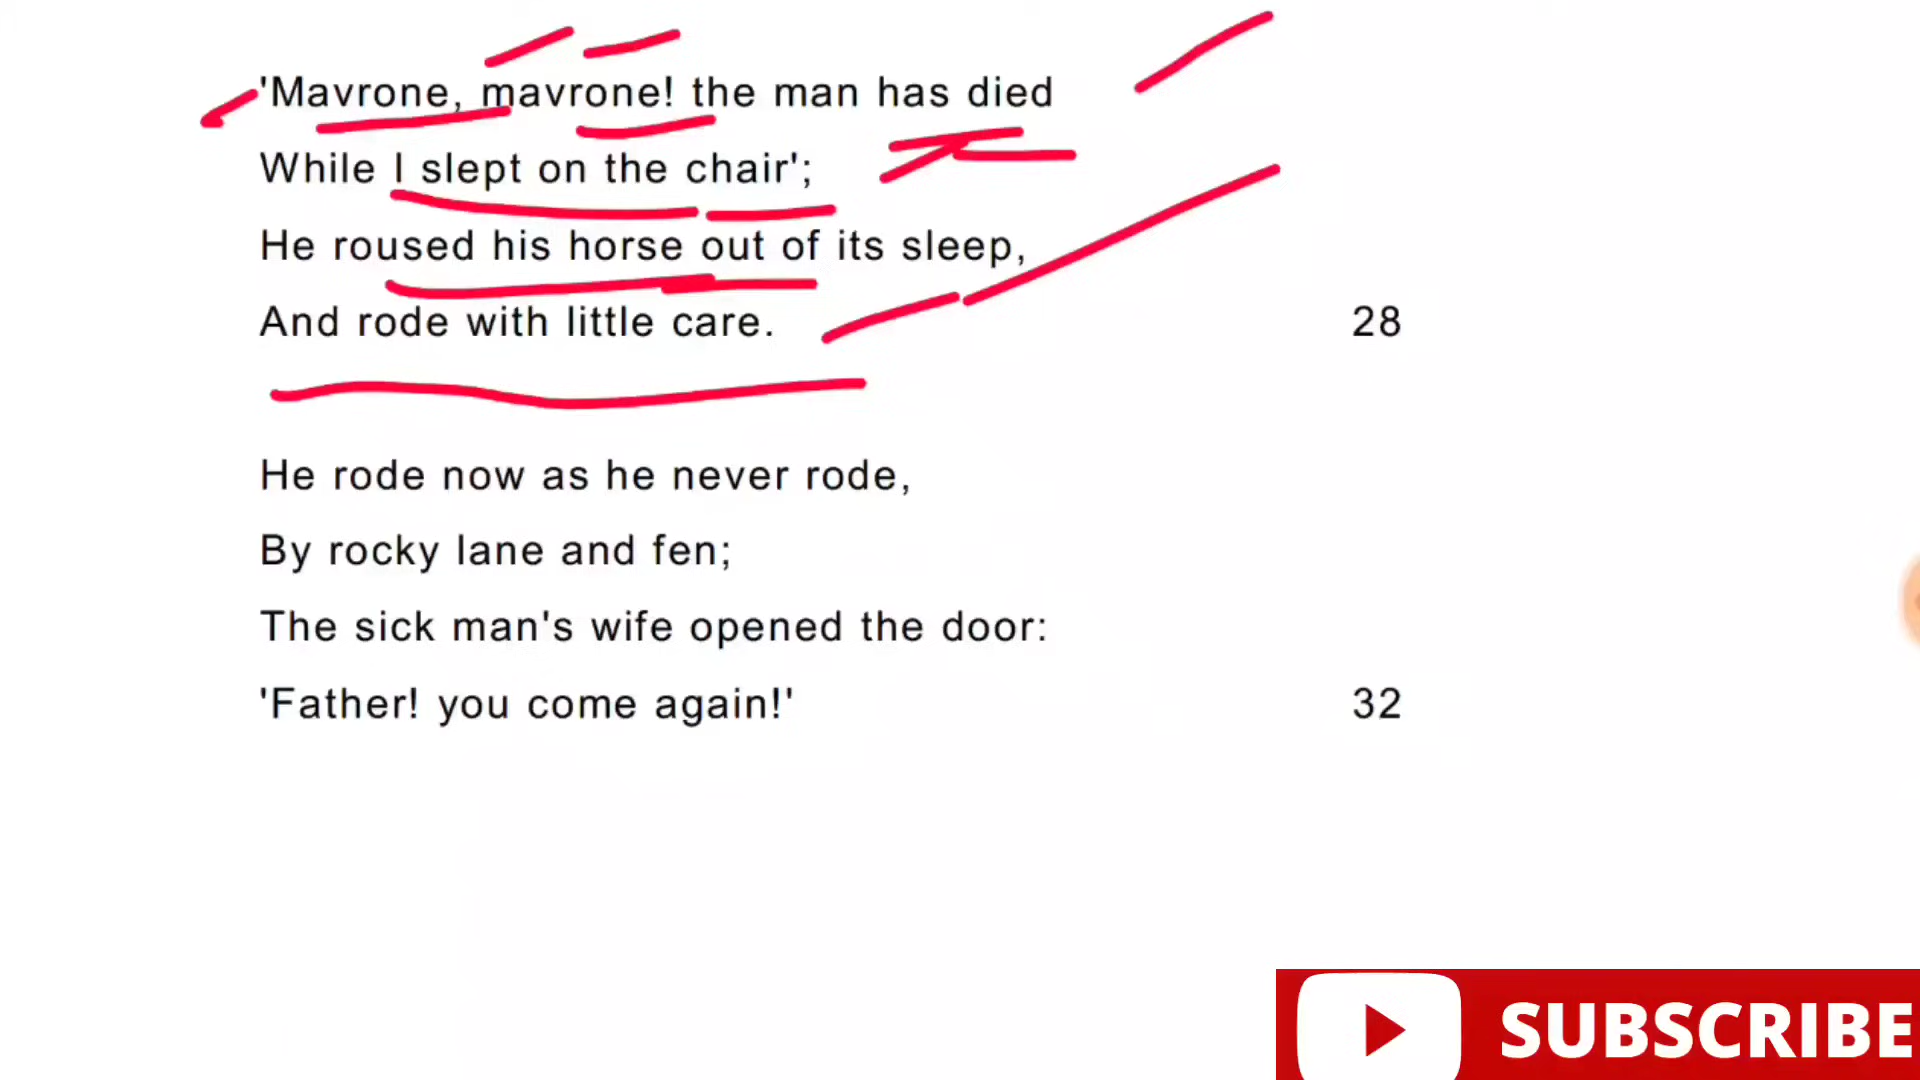 'Mavrone, mavrone! the man has died
While I slept on the chair';
He roused his horse out of its sleep,
And rode with little care. 28
He rode now as he never rode,
By rocky lane and fen;
The sick man's wife opened the door:
'Father! you come again!' 32
SUBSCRIBE